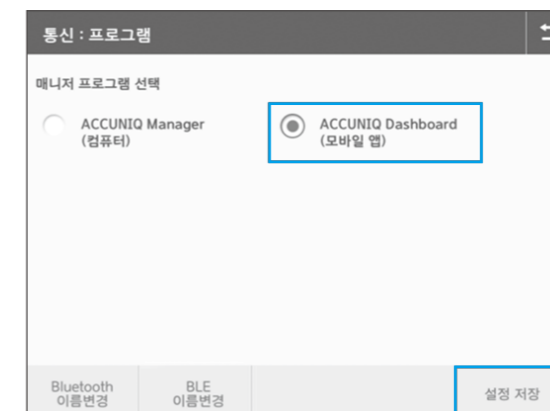 통신 : 프로그램
매니저 프로그램 선택
ACCUNIQ Manager
(컴퓨터)
ACCUNIQ Dashboard
(모바일 앱)
Bluetooth
이름변경
BLE
이름변경
설정 저장